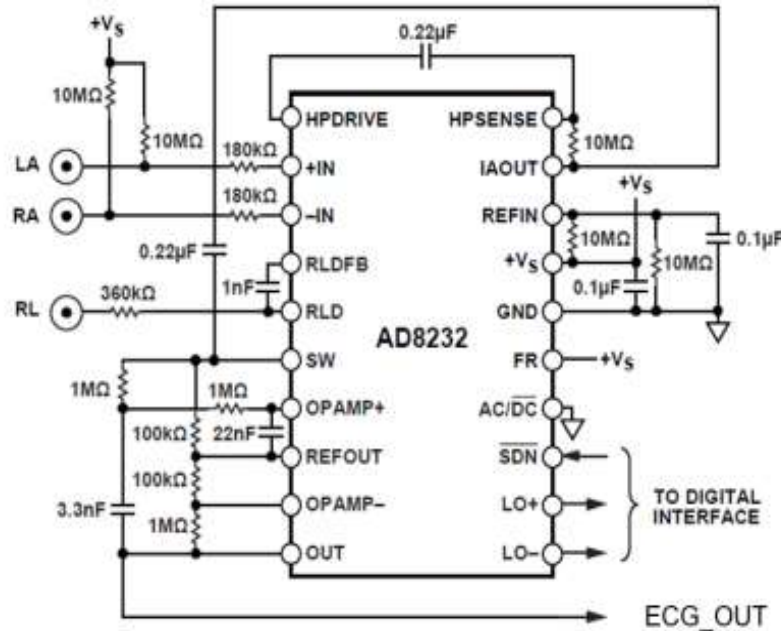 +VS
0.22µF
10MΩ
10MΩ
HPDRIVE
HPSENSE
10MΩ
LA
180kΩ
+IN
IAOUT
+VS
RA
180kΩ
–IN
REFIN
0.22µF
RLDFB
10MΩ
+VS
10MΩ
0.1µF
1nF
0.1µF
RL
360kΩ
RLD
GND
AD8232
SW
FR
+VS
1MΩ
1MΩ
OPAMP+
AC/DC
100kΩ
22nF
REFOUT
SDN
100kΩ
OPAMP–
LO+
TO DIGITAL
INTERFACE
3.3nF
1MΩ
OUT
LO–
ECG_OUT